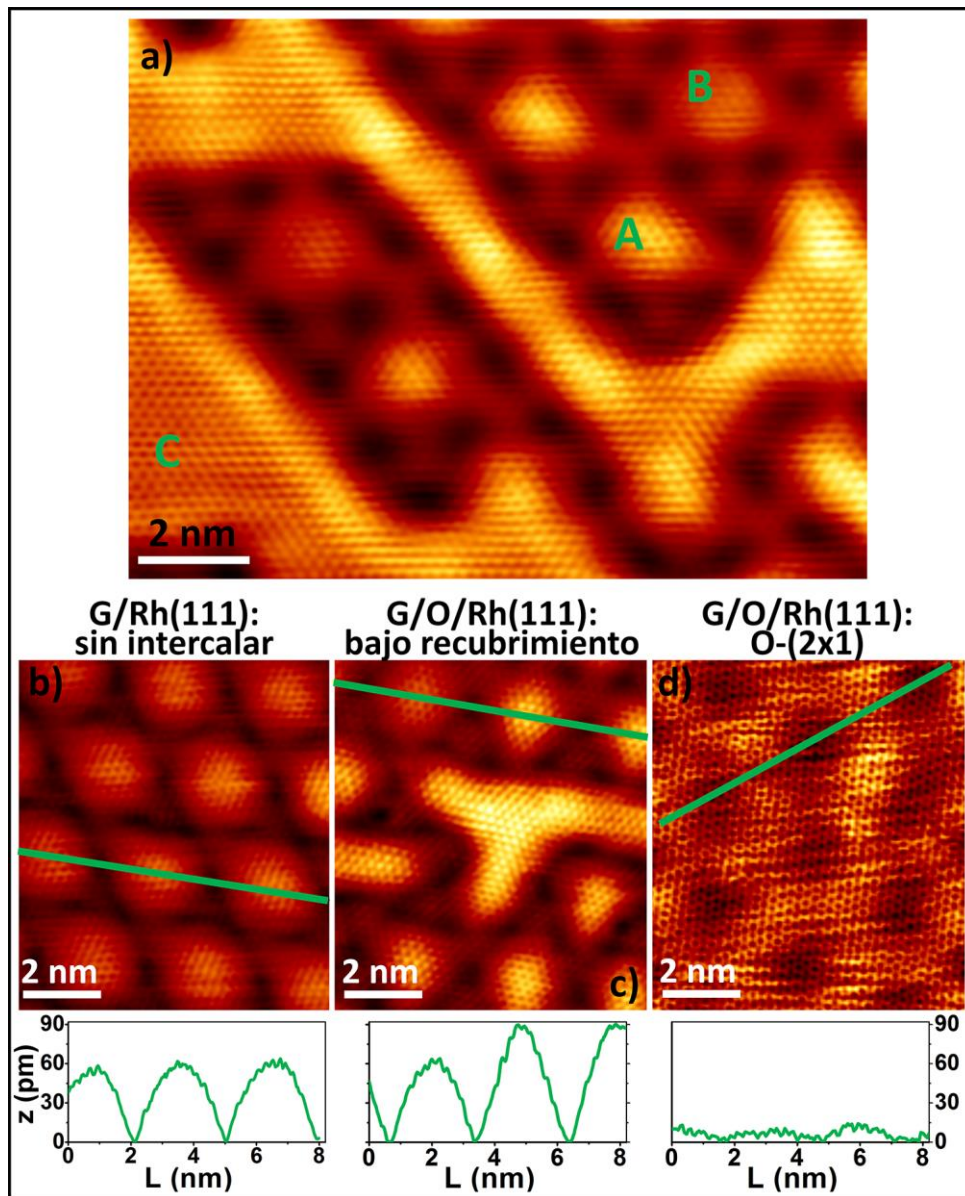 a)
B
A
C
2 nm
G/Rh(111):
sin intercalar
G/O/Rh(111):
bajo recubrimiento
G/O/Rh(111):
O-(2x1)
b)
2 nm
c)
2 nm
d)
2 nm
z (pm)
90
60
30
0
0 2 4 6 8
L (nm)
0 2 4 6 8
L (nm)
90
60
30
0
0 2 4 6 8
L (nm)